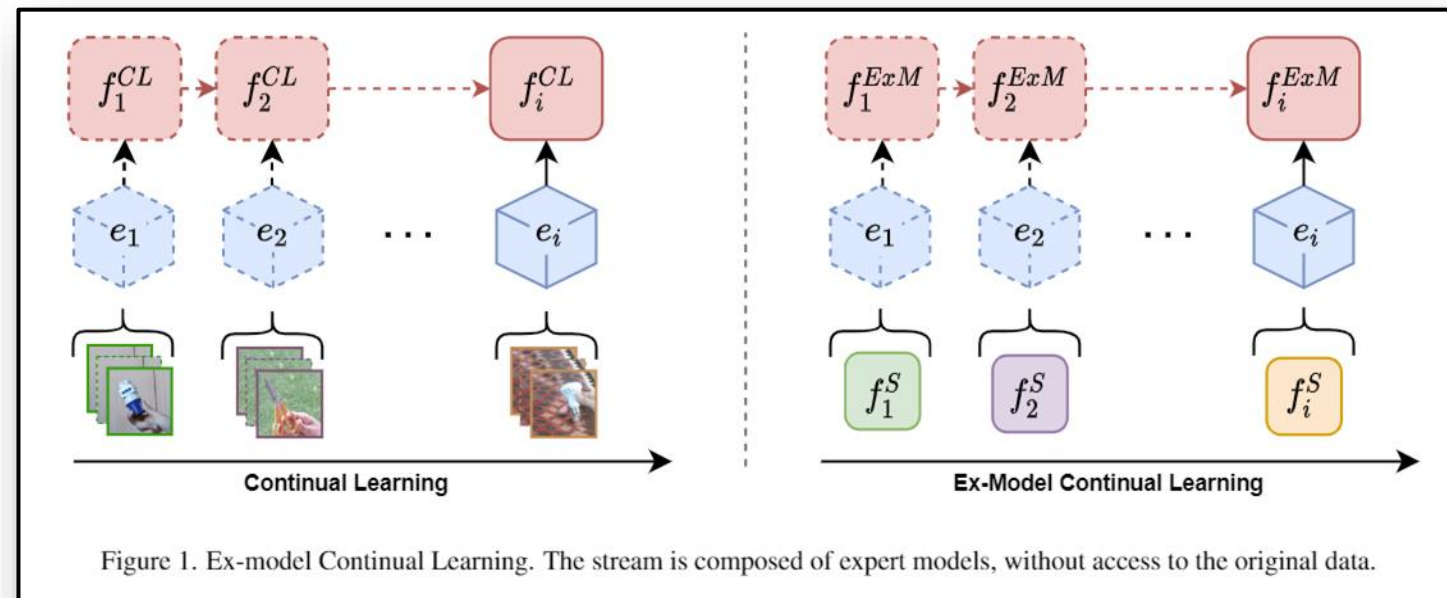 f_1^{CL} f_2^{CL} f_i^{CL}
e_1 e_2 ... e_i
Continual Learning
f_1^{ExM} f_2^{ExM} f_i^{ExM}
e_1 e_2 ... e_i
f_1^S f_2^S f_i^S
Ex-Model Continual Learning
Figure 1. Ex-model Continual Learning. The stream is composed of expert models, without access to the original data.